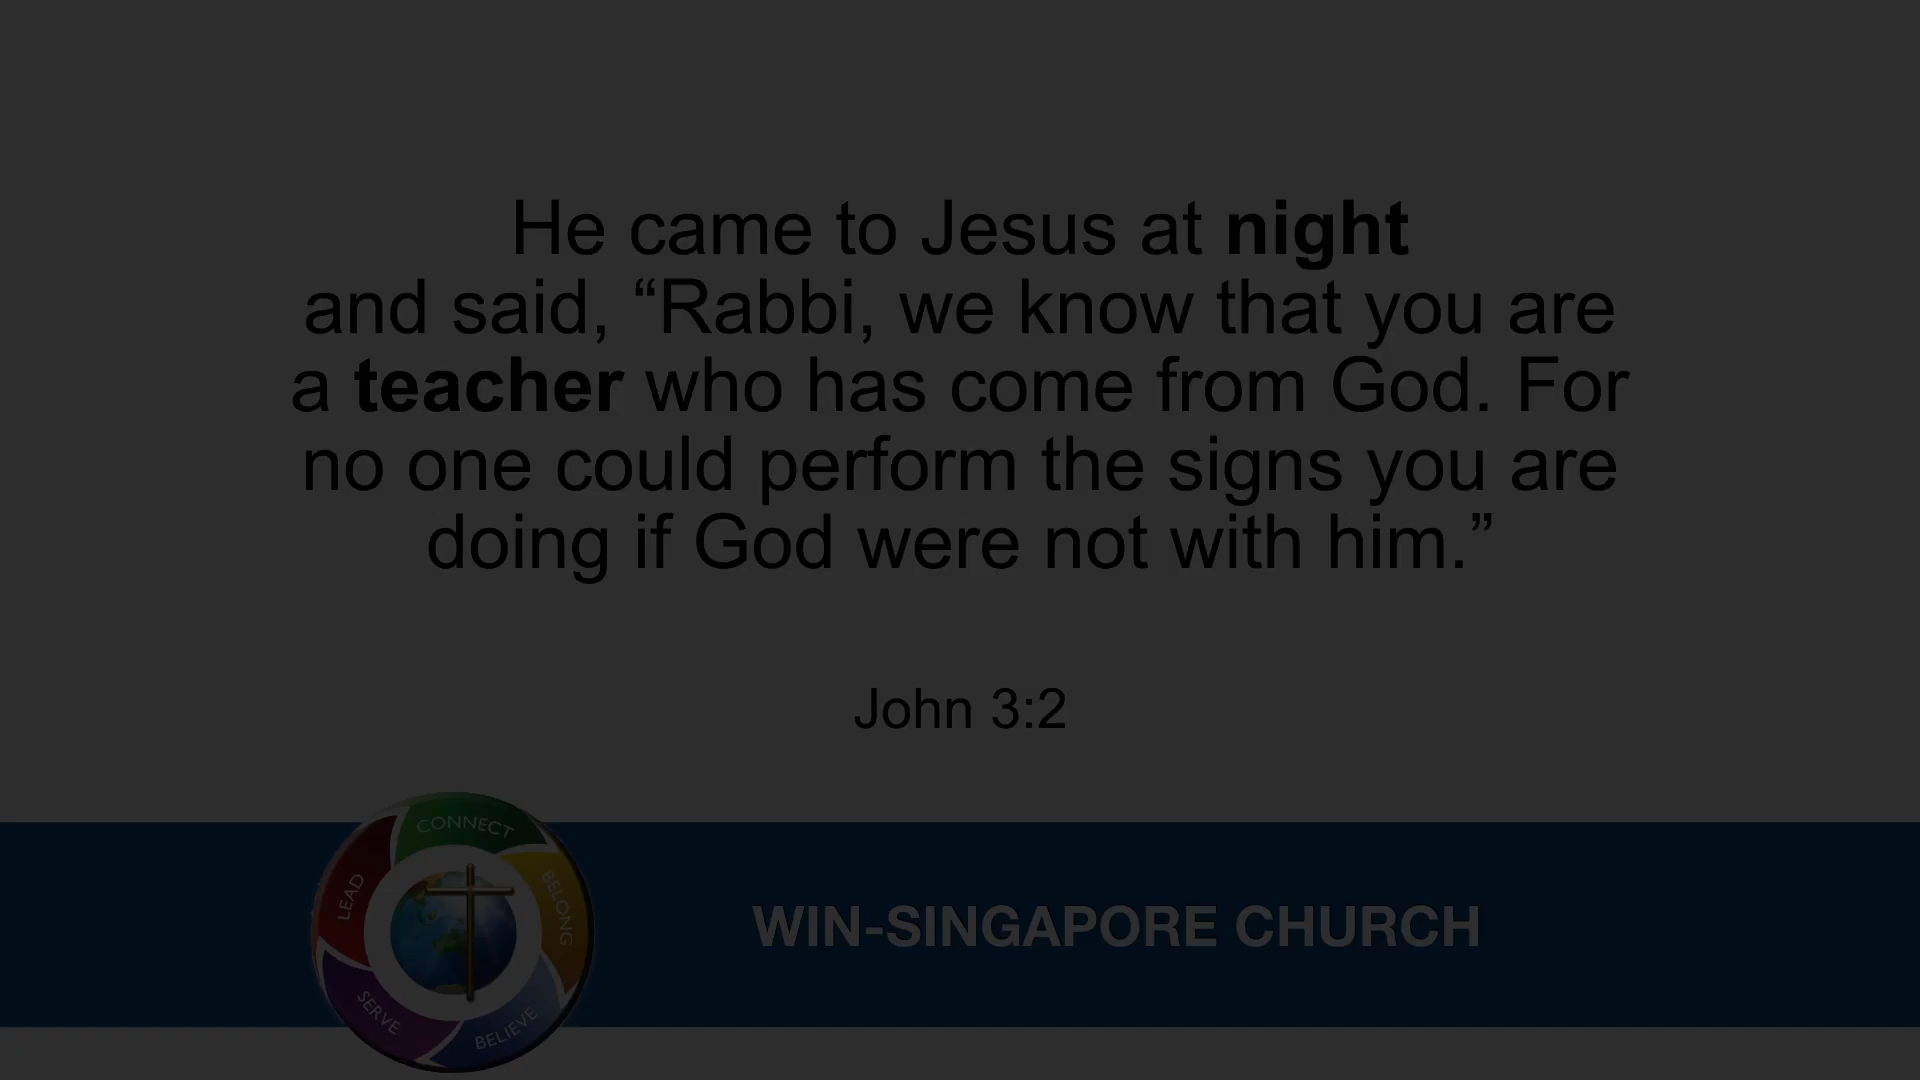 He came to Jesus at night
and said, “Rabbi, we know that you are
a teacher who has come from God. For
no one could perform the signs you are
doing if God were not with him.”
John 3:2
CONNECT
BELONG
LEAD
SERVE
BELIEVE
WIN-SINGAPORE CHURCH